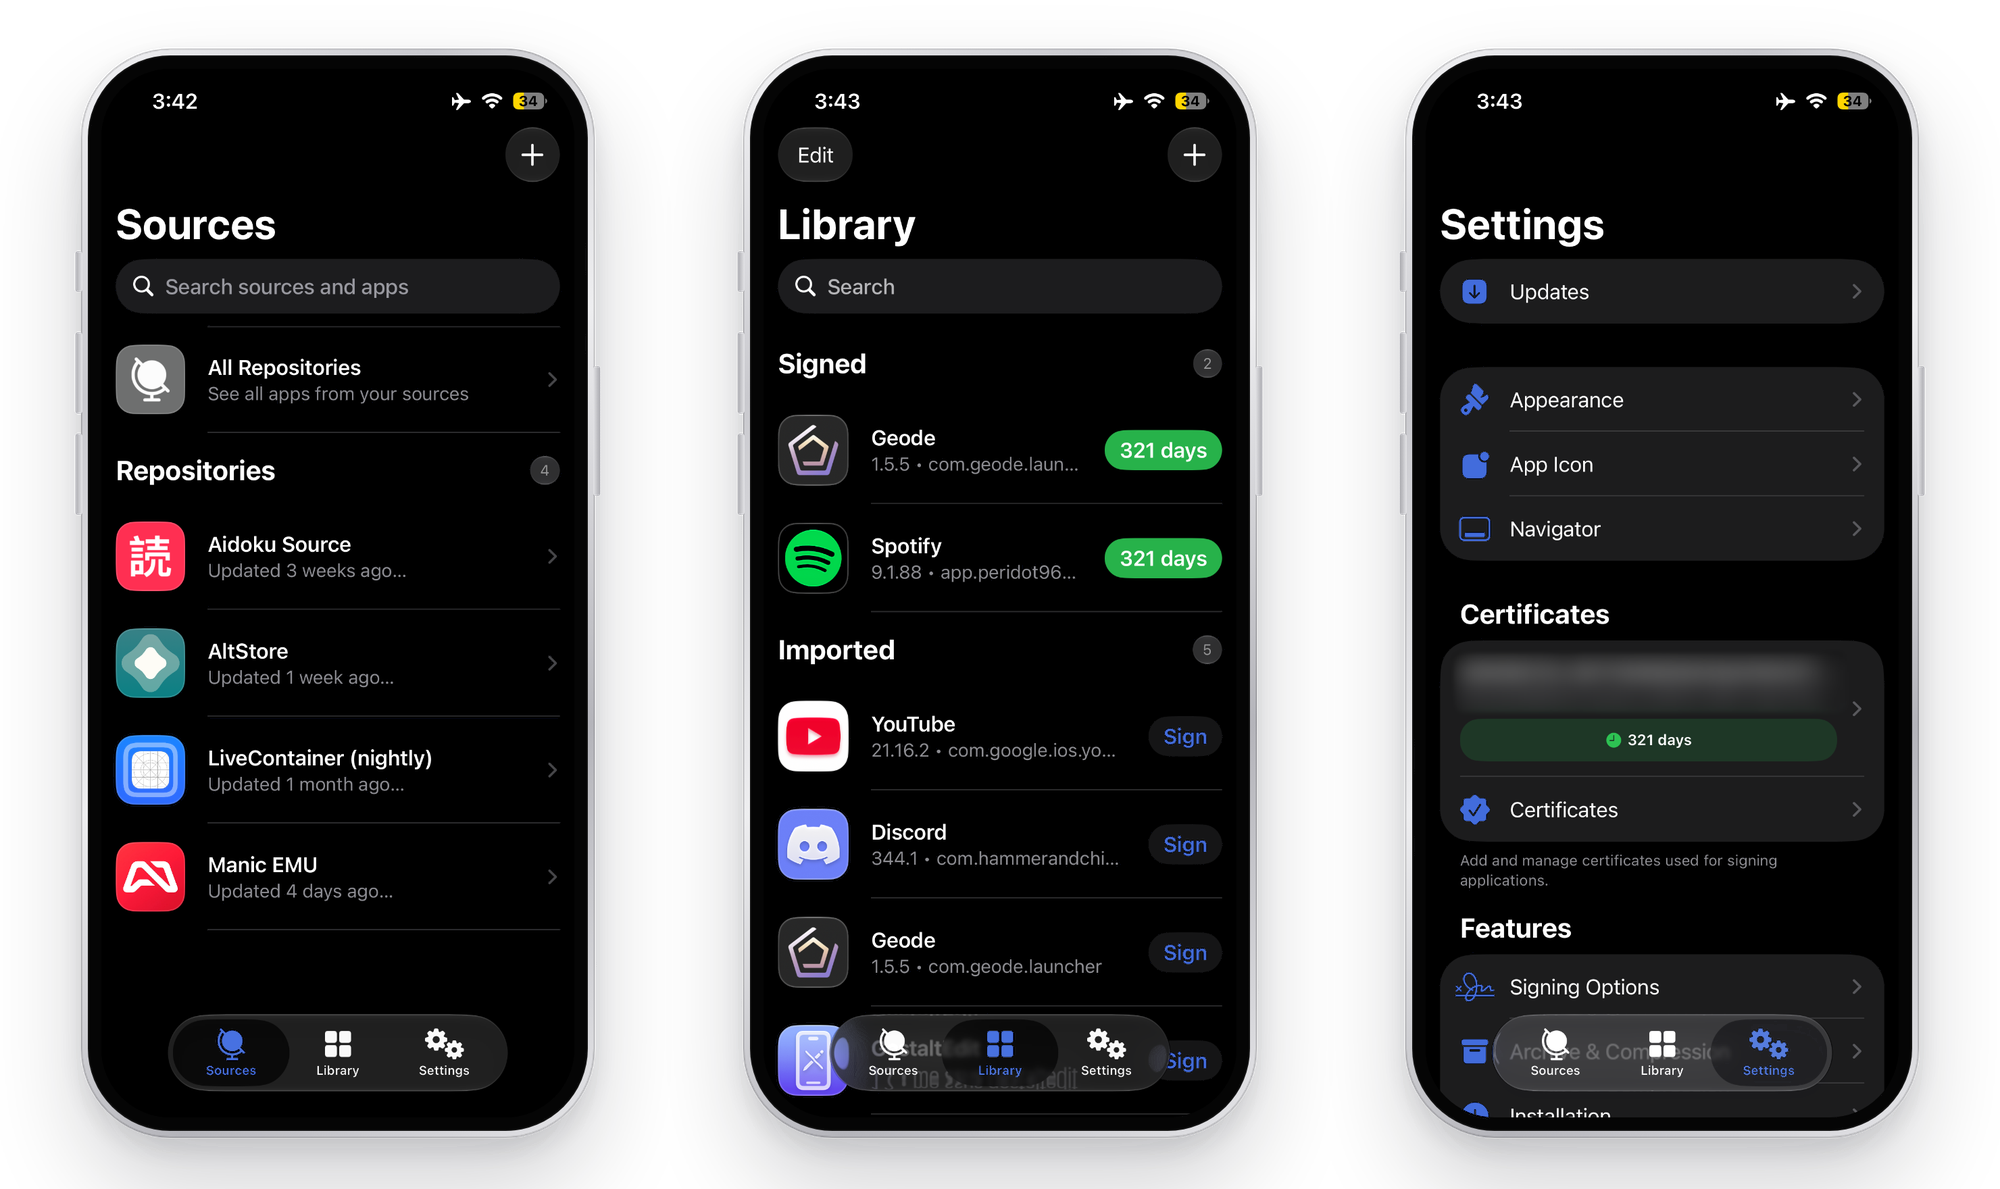 3:42
34
Sources
Search sources and apps
All Repositories
See all apps from your sources
Repositories
4
読
Aidoku Source
Updated 3 weeks ago...
AltStore
Updated 1 week ago...
LiveContainer (nightly)
Updated 1 month ago...
Manic EMU
Updated 4 days ago...
Sources
Library
Settings
3:43
34
Edit
Library
Search
Signed
2
Geode
1.5.5 • com.geode.laun...
321 days
Spotify
9.1.88 • app.peridot96...
321 days
Imported
5
YouTube
21.16.2 • com.google.ios.yo...
Sign
Discord
344.1 • com.hammerandchi...
Sign
Geode
1.5.5 • com.geode.launcher
Sign
Sign
Sources
Library
Settings
3:43
34
Settings
Updates
Appearance
App Icon
Navigator
Certificates
321 days
Certificates
Add and manage certificates used for signing
applications.
Features
Signing Options
Archive & Compression
Installation
Sources
Library
Settings